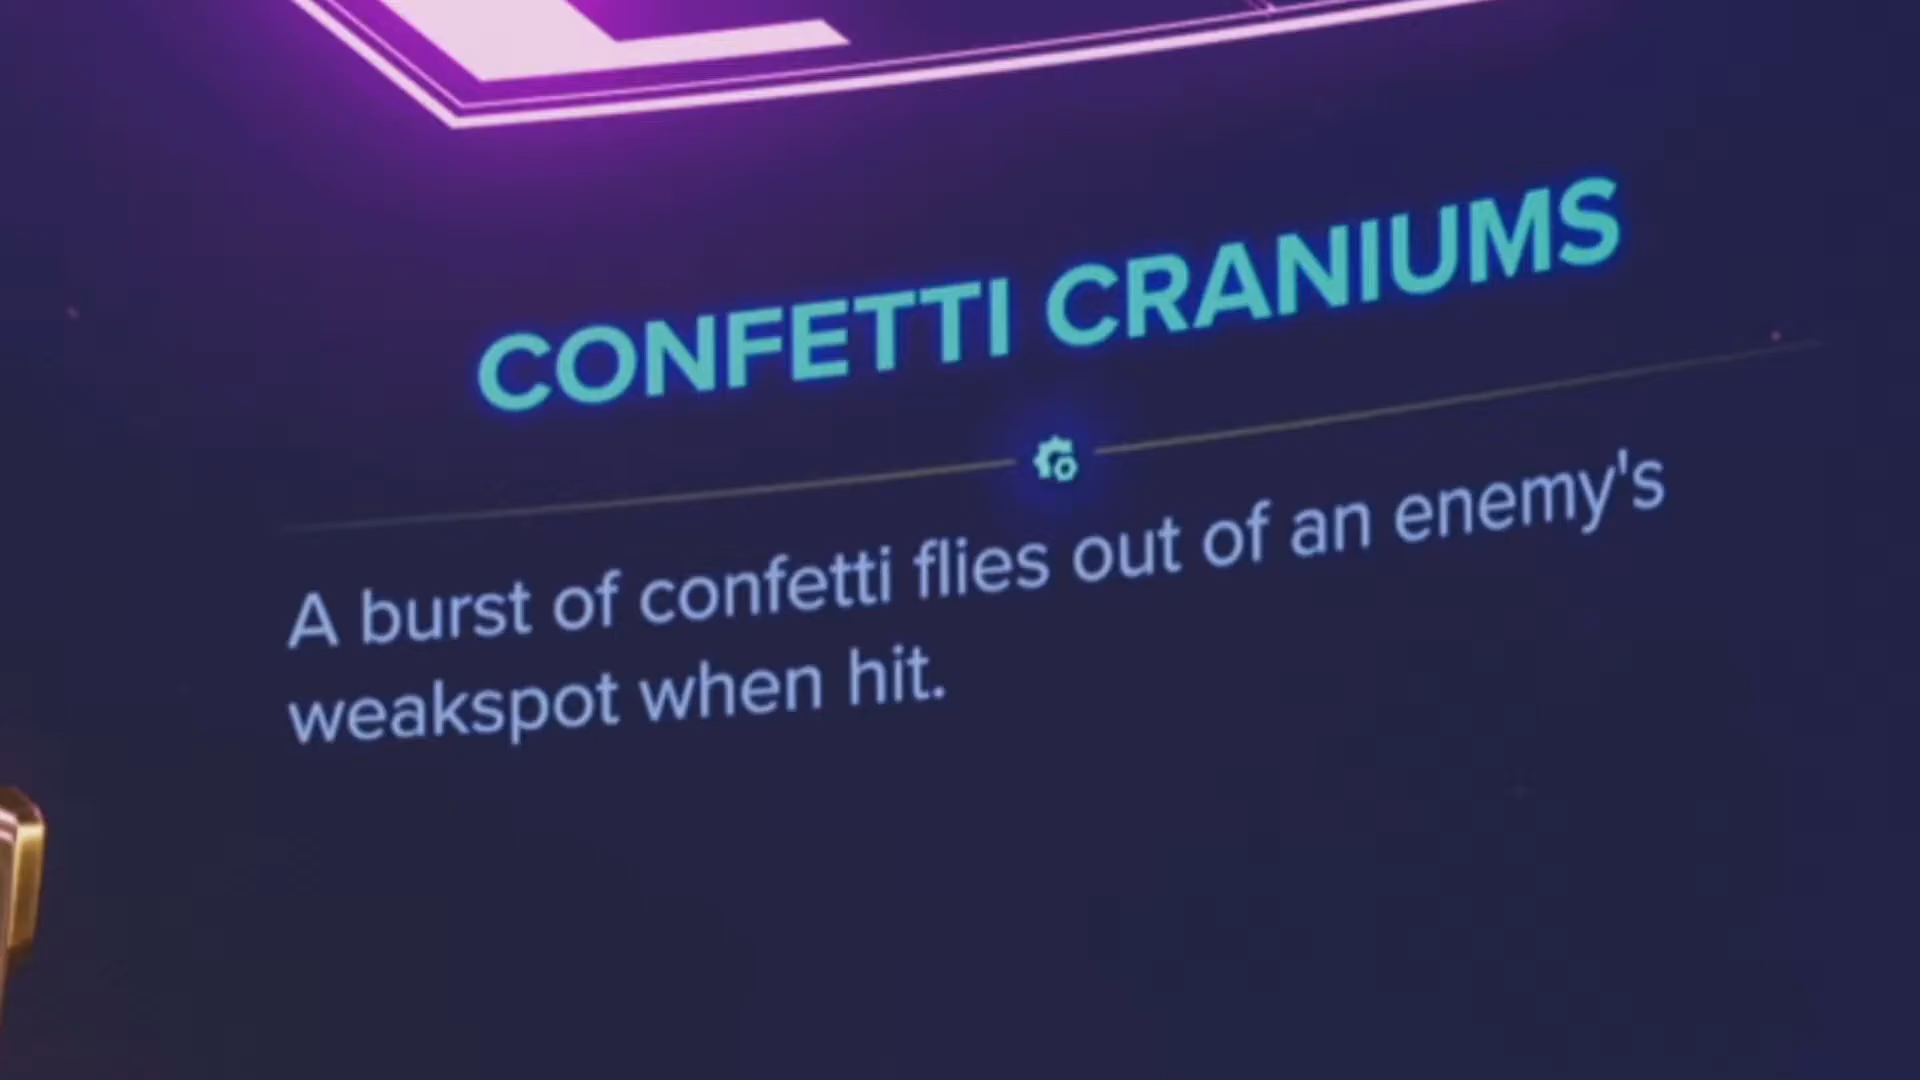 CONFETTI CRANIUMS
A burst of confetti flies out of an enemy's
weakspot when hit.